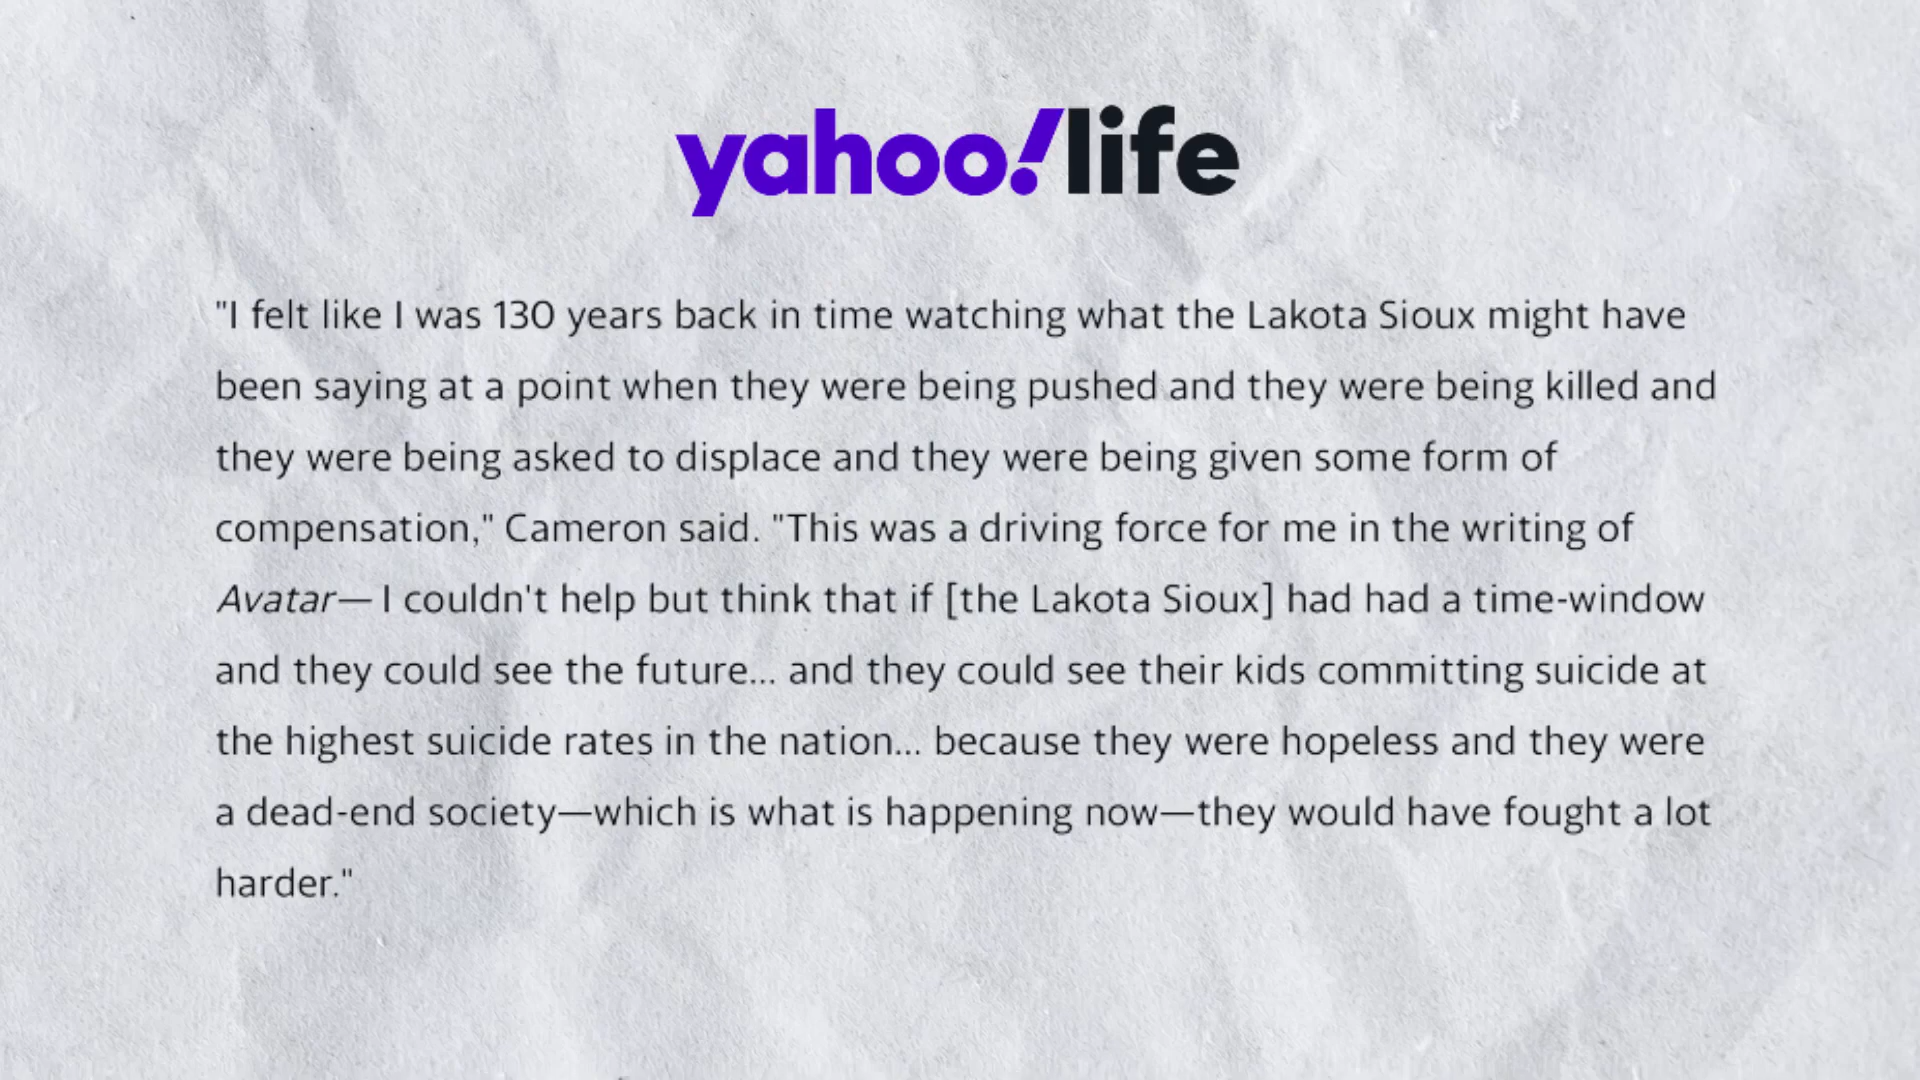 yahoo!life
"I felt like I was 130 years back in time watching what the Lakota Sioux might have
been saying at a point when they were being pushed and they were being killed and
they were being asked to displace and they were being given some form of
compensation," Cameron said. "This was a driving force for me in the writing of
Avatar— I couldn't help but think that if [the Lakota Sioux] had had a time-window
and they could see the future... and they could see their kids committing suicide at
the highest suicide rates in the nation... because they were hopeless and they were
a dead-end society—which is what is happening now—they would have fought a lot
harder."